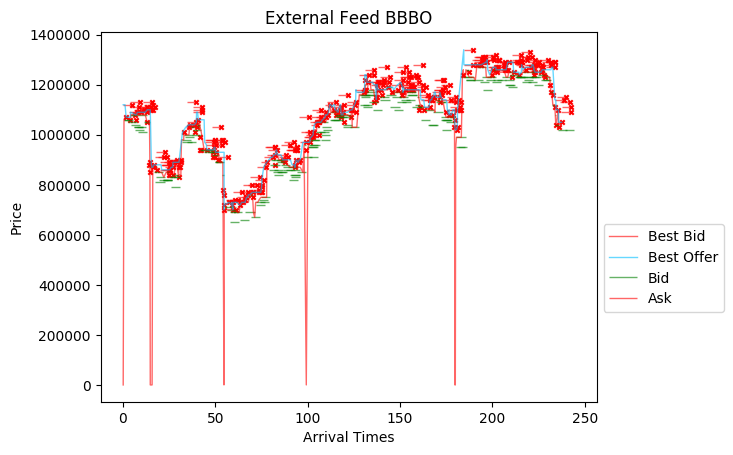 External Feed BBBO
1400000
1200000
1000000
800000
600000
400000
200000
0
Price
0 50 100 150 200 250
Arrival Times
Best Bid
Best Offer
Bid
Ask